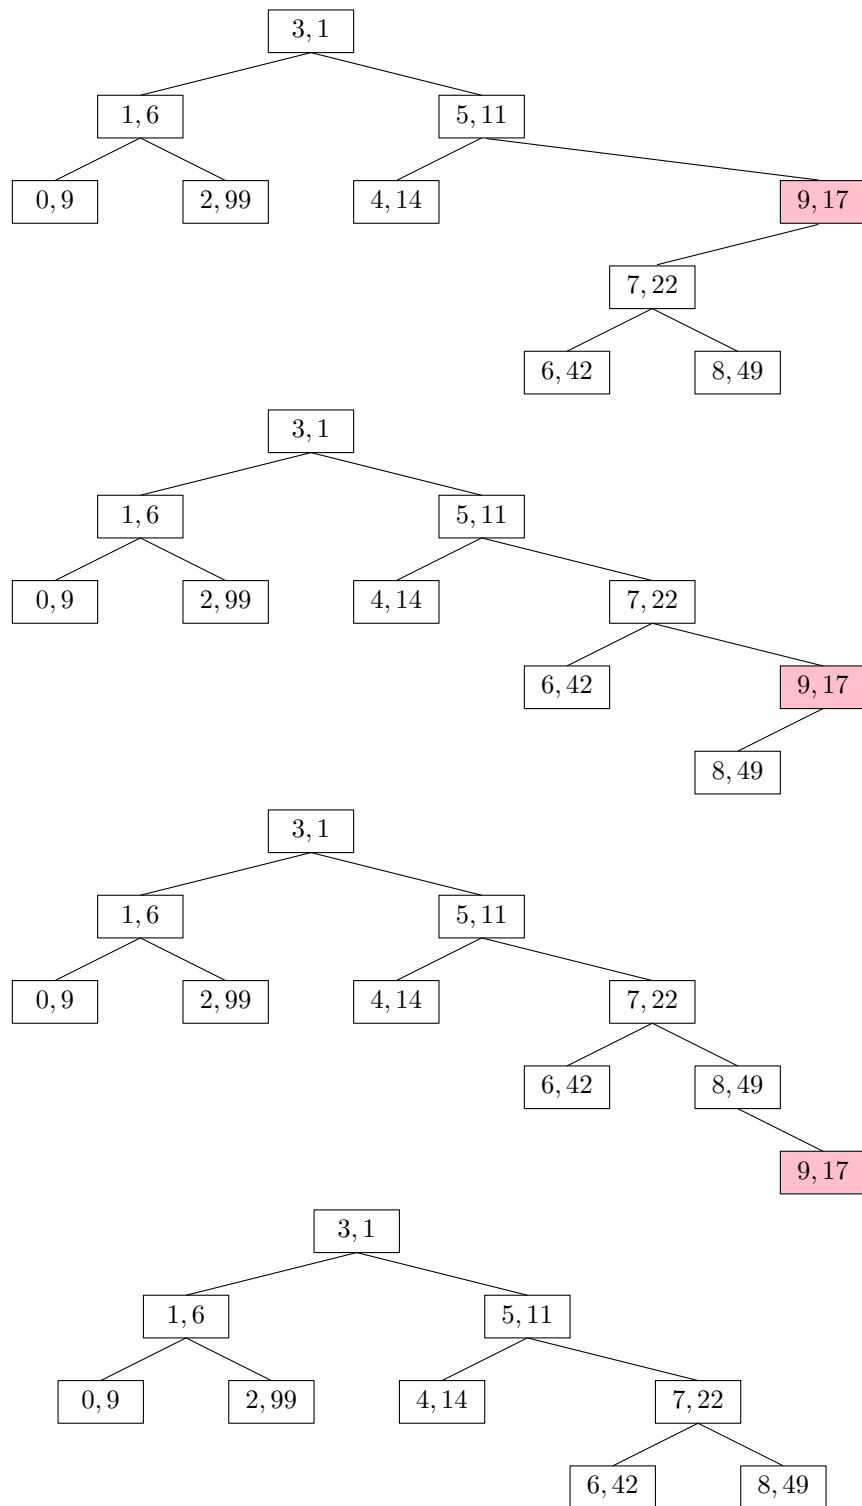 3, 1
1, 6 5, 11
0, 9 2, 99 4, 14 9, 17
7, 22
6, 42 8, 49
3, 1
1, 6 5, 11
0, 9 2, 99 4, 14 7, 22
6, 42 9, 17
8, 49
3, 1
1, 6 5, 11
0, 9 2, 99 4, 14 7, 22
6, 42 8, 49
9, 17
3, 1
1, 6 5, 11
0, 9 2, 99 4, 14 7, 22
6, 42 8, 49